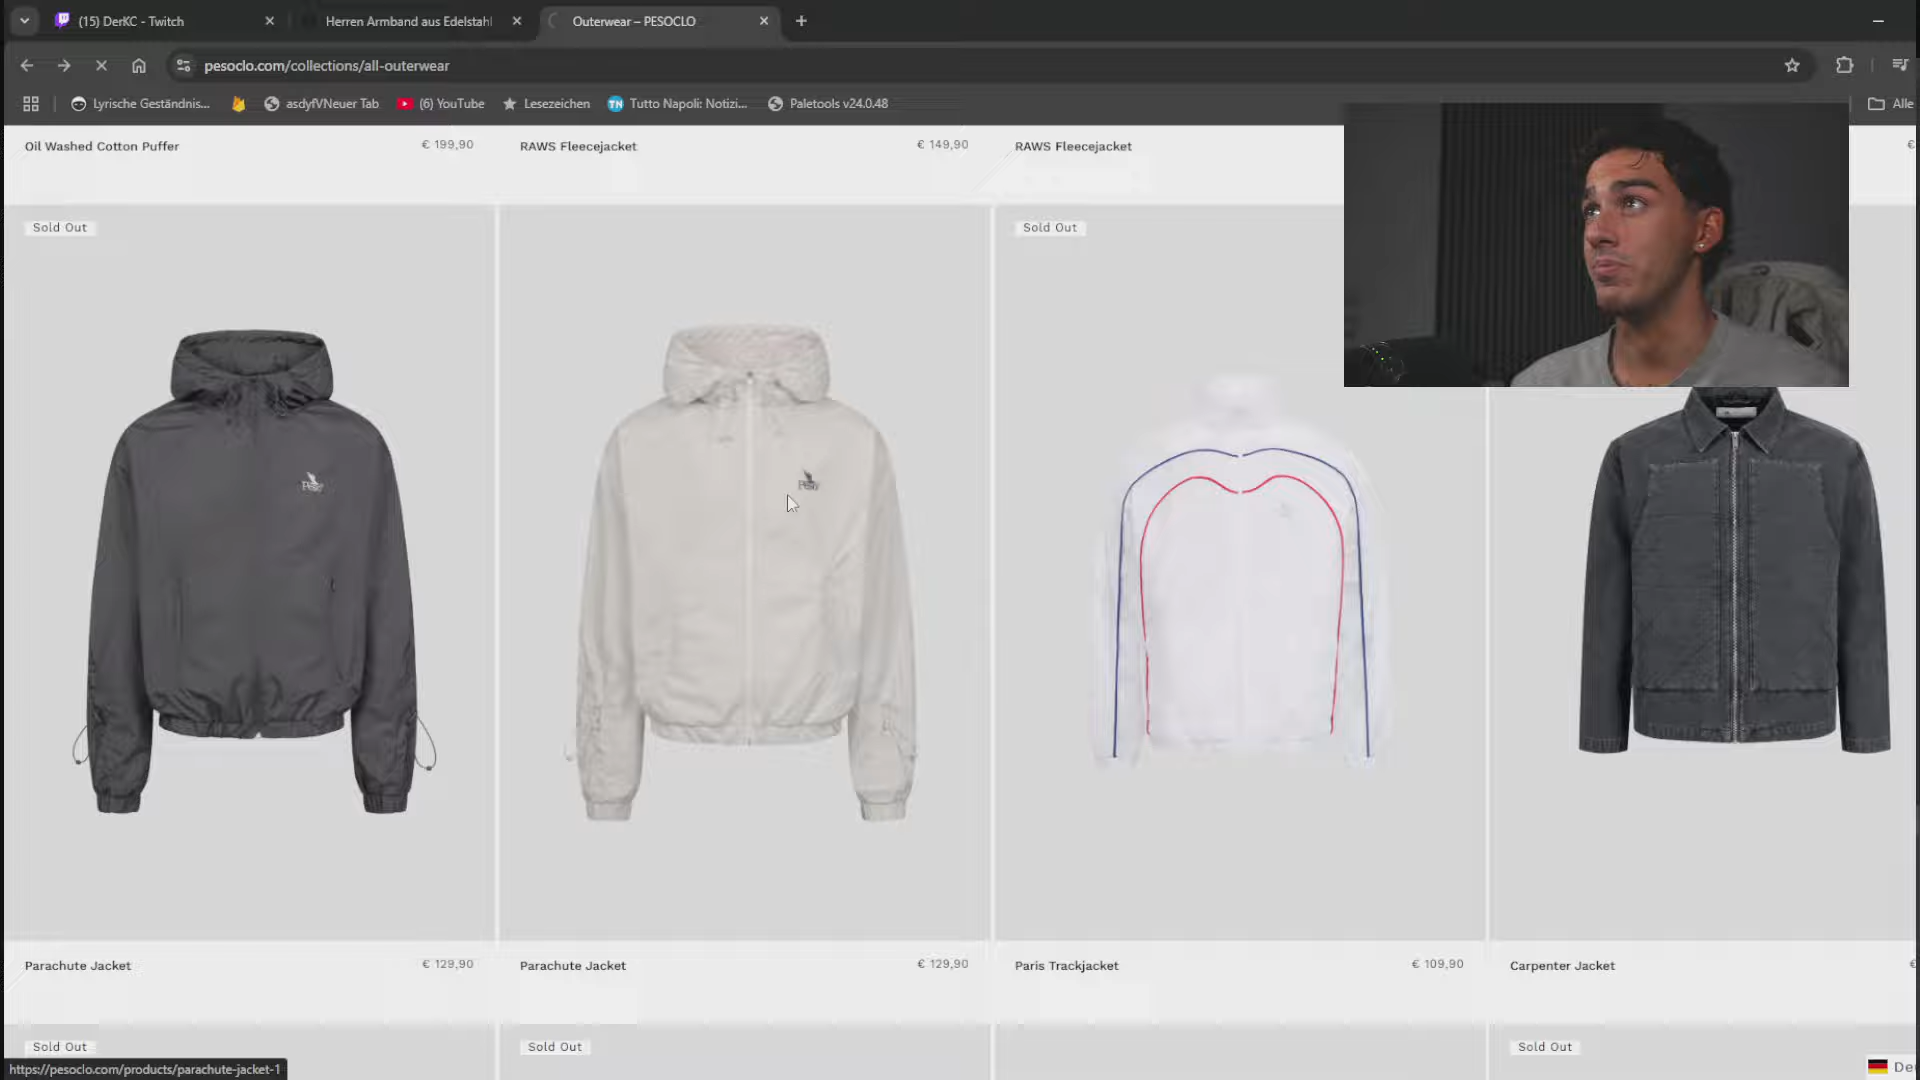 (15) DerKC - Twitch
Herren Armband aus Edelstahl
Outerwear – PESOCLO
pesoclo.com/collections/all-outerwear
Lyrische Geständnis...
asdyfVNeuer Tab
(6) YouTube
Lesezeichen
TN
Tutto Napoli: Notizi...
Paletools v24.0.48
Alle
Oil Washed Cotton Puffer
€ 199,90
RAWS Fleecejacket
€ 149,90
RAWS Fleecejacket
€
Sold Out
Sold Out
Peso
Peso
Parachute Jacket
€ 129,90
Parachute Jacket
€ 129,90
Paris Trackjacket
€ 109,90
Carpenter Jacket
€
Sold Out
Sold Out
Sold Out
https://pesoclo.com/products/parachute-jacket-1